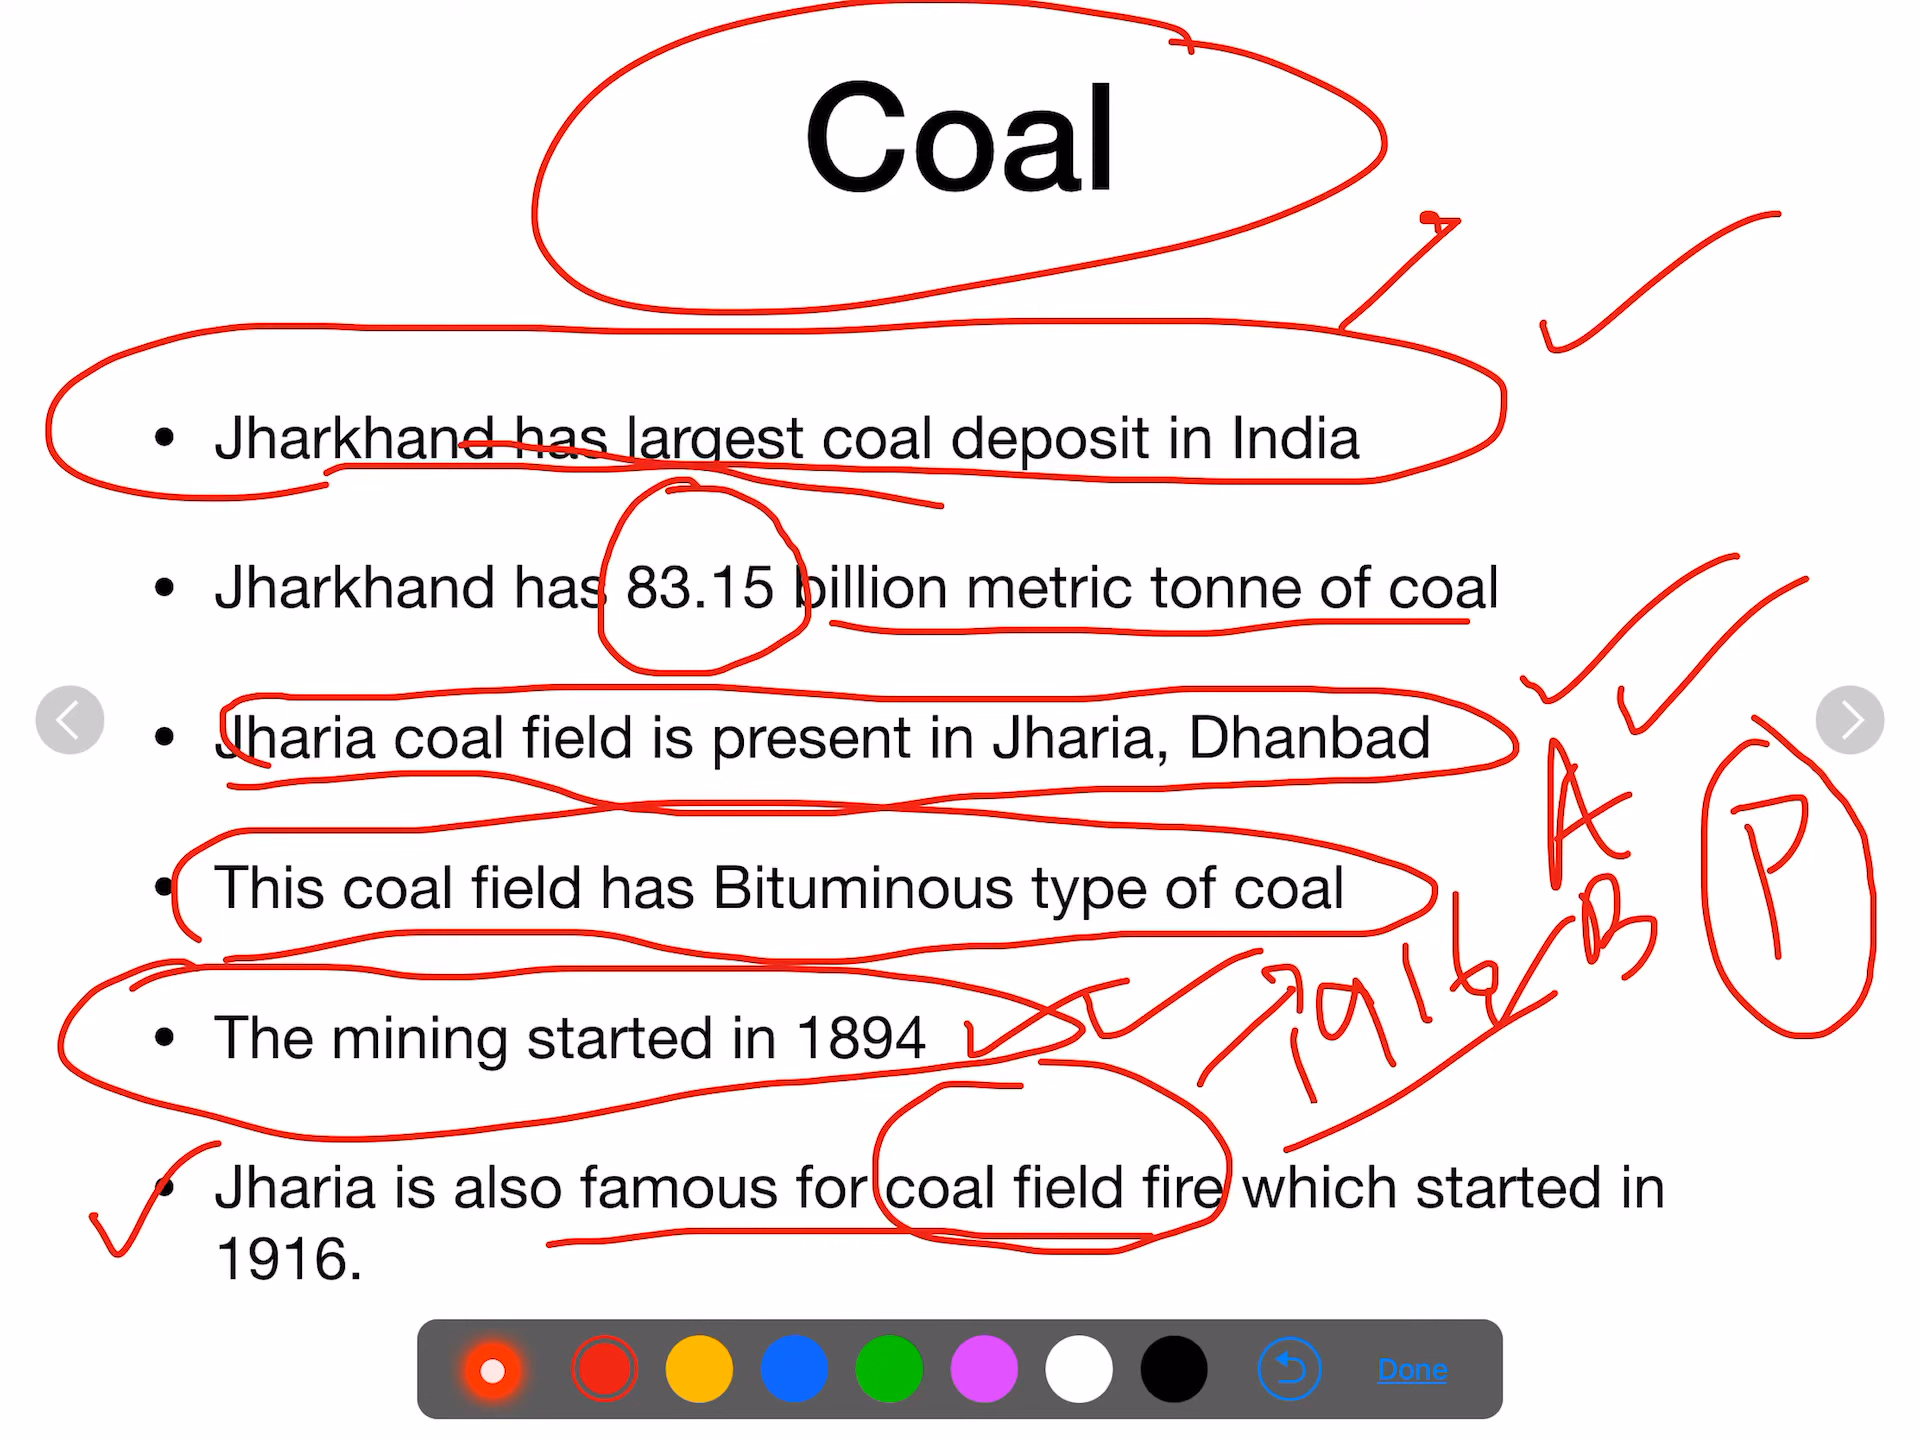 Coal
• Jharkhand has largest coal deposit in India
• Jharkhand has 83.15 billion metric tonne of coal
• Jharia coal field is present in Jharia, Dhanbad
A
P
• This coal field has Bituminous type of coal
B
1916
• The mining started in 1894
• Jharia is also famous for coal field fire which started in
1916.
Done